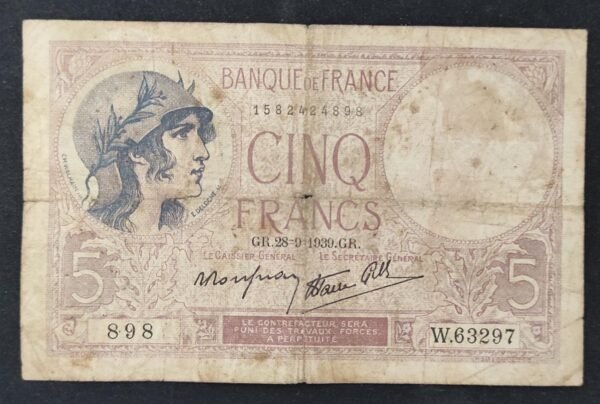 BANQUE DE FRANCE
1582424898
CINQ
FRANCS
GR.28-9-1939.GR.
LE CAISSIER GÉNÉRAL LE SECRÉTAIRE GÉNÉRAL
5 5
898
LE CONTREFACTEUR SERA
PUNI DES TRAVAUX FORCÉS
À PERPÉTUITÉ
W.63297